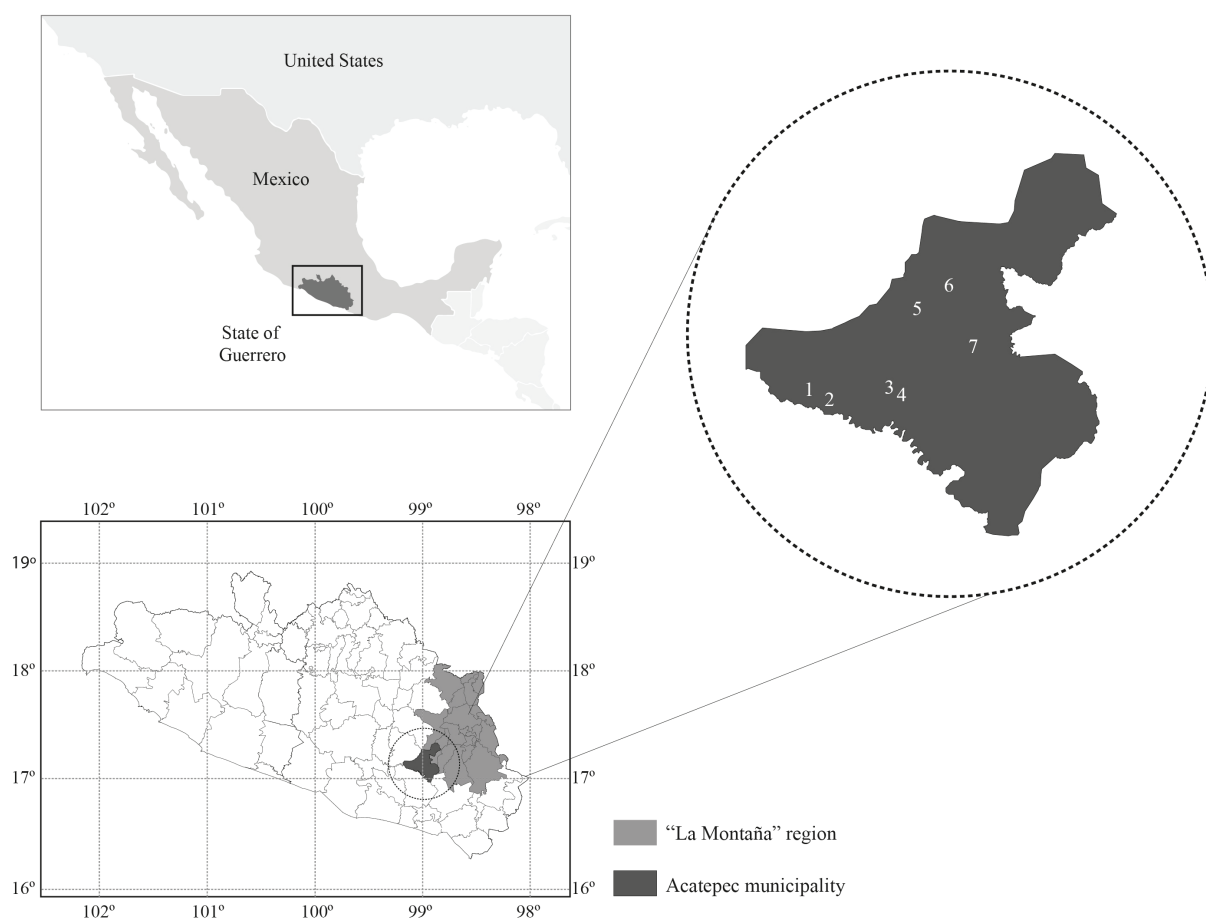 United States
Mexico
State of
Guerrero
6
5
7
1
2
3
4
102º 101º 100º 99º 98º
19º 19º
18º 18º
17º 17º
16º 16º
102º 101º 100º 99º 98º
“La Montaña” region
Acatepec municipality